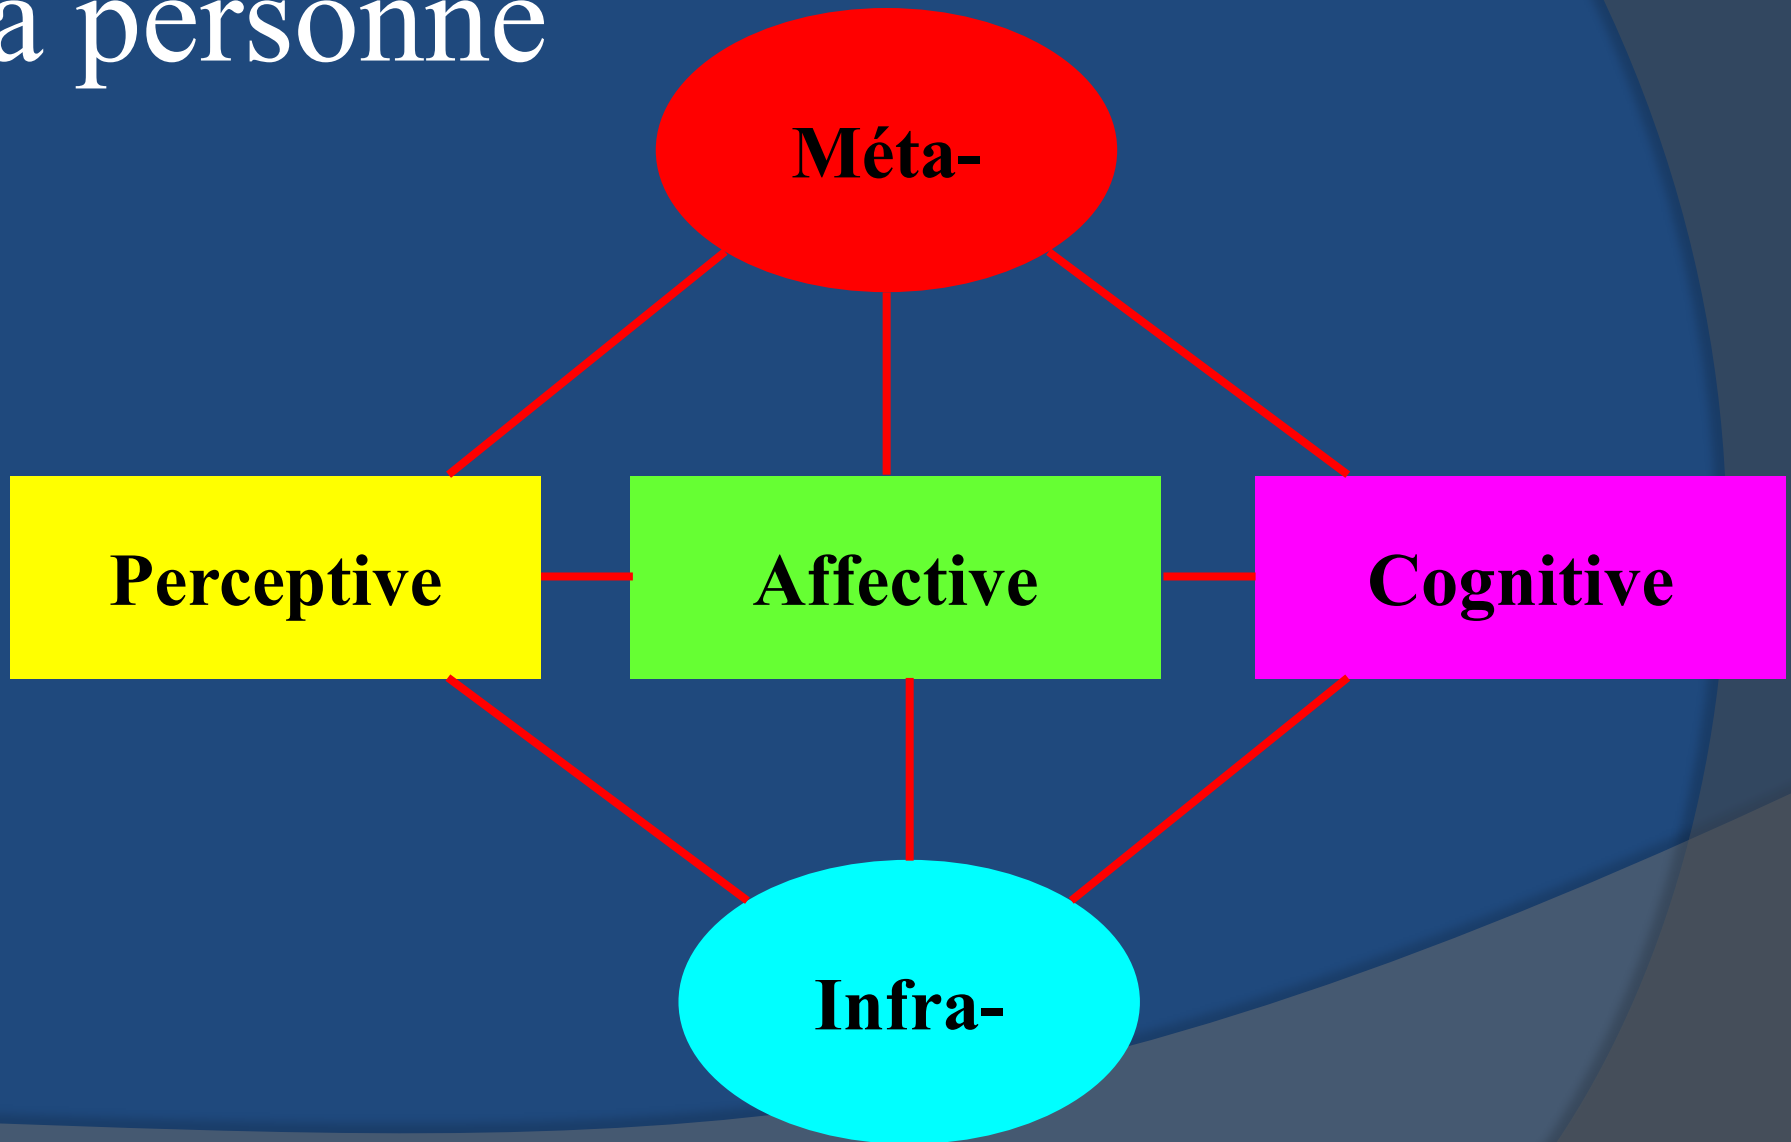 a personne
Méta-
Perceptive
Affective
Cognitive
Infra-